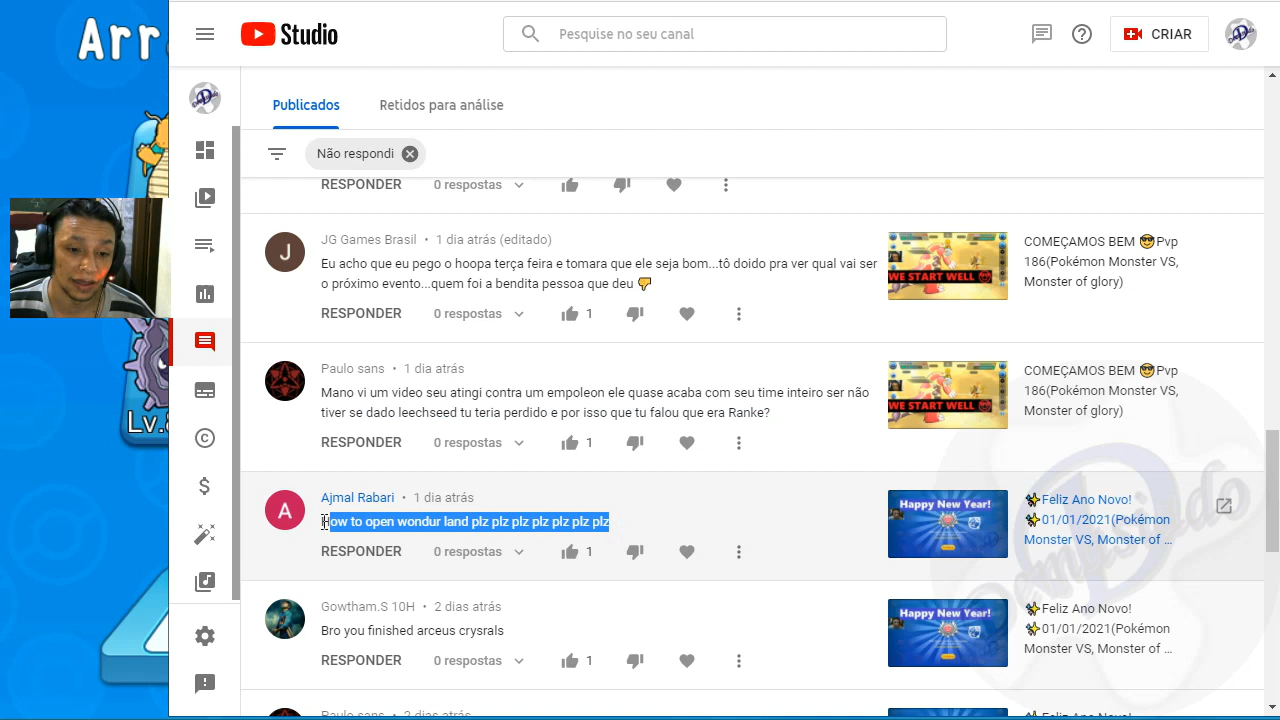 Arr
Lv.8
Studio
Pesquise no seu canal
CRIAR
Publicados
Retidos para análise
Não respondi
RESPONDER 0 respostas
JG Games Brasil • 1 dia atrás (editado)
Eu acho que eu pego o hoopa terça feira e tomara que ele seja bom...tô doido pra ver qual vai ser
o próximo evento...quem foi a bandita pessoa que deu 👎
RESPONDER 0 respostas 1
WE START WELL
COMEÇAMOS BEM 😎Pvp
186(Pokémon Monster VS,
Monster of glory)
Paulo sans • 1 dia atrás
Mano vi um video seu atingi contra um empoleon ele quase acaba com seu time inteiro ser não
tiver se dado leechseed tu teria perdido e por isso que tu falou que era Ranke?
RESPONDER 0 respostas 1
WE START WELL
COMEÇAMOS BEM 😎Pvp
186(Pokémon Monster VS,
Monster of glory)
Ajmal Rabari • 1 dia atrás
How to open wondur land plz plz plz plz plz plz plz
RESPONDER 0 respostas 1
Happy New Year!
✨Feliz Ano Novo!
✨01/01/2021(Pokémon
Monster VS, Monster of ...
Gowtham.S 10H • 2 dias atrás
Bro you finished arceus crysrals
RESPONDER 0 respostas 1
Happy New Year!
✨Feliz Ano Novo!
✨01/01/2021(Pokémon
Monster VS, Monster of ...
Paulo sans • 2 dias atrás